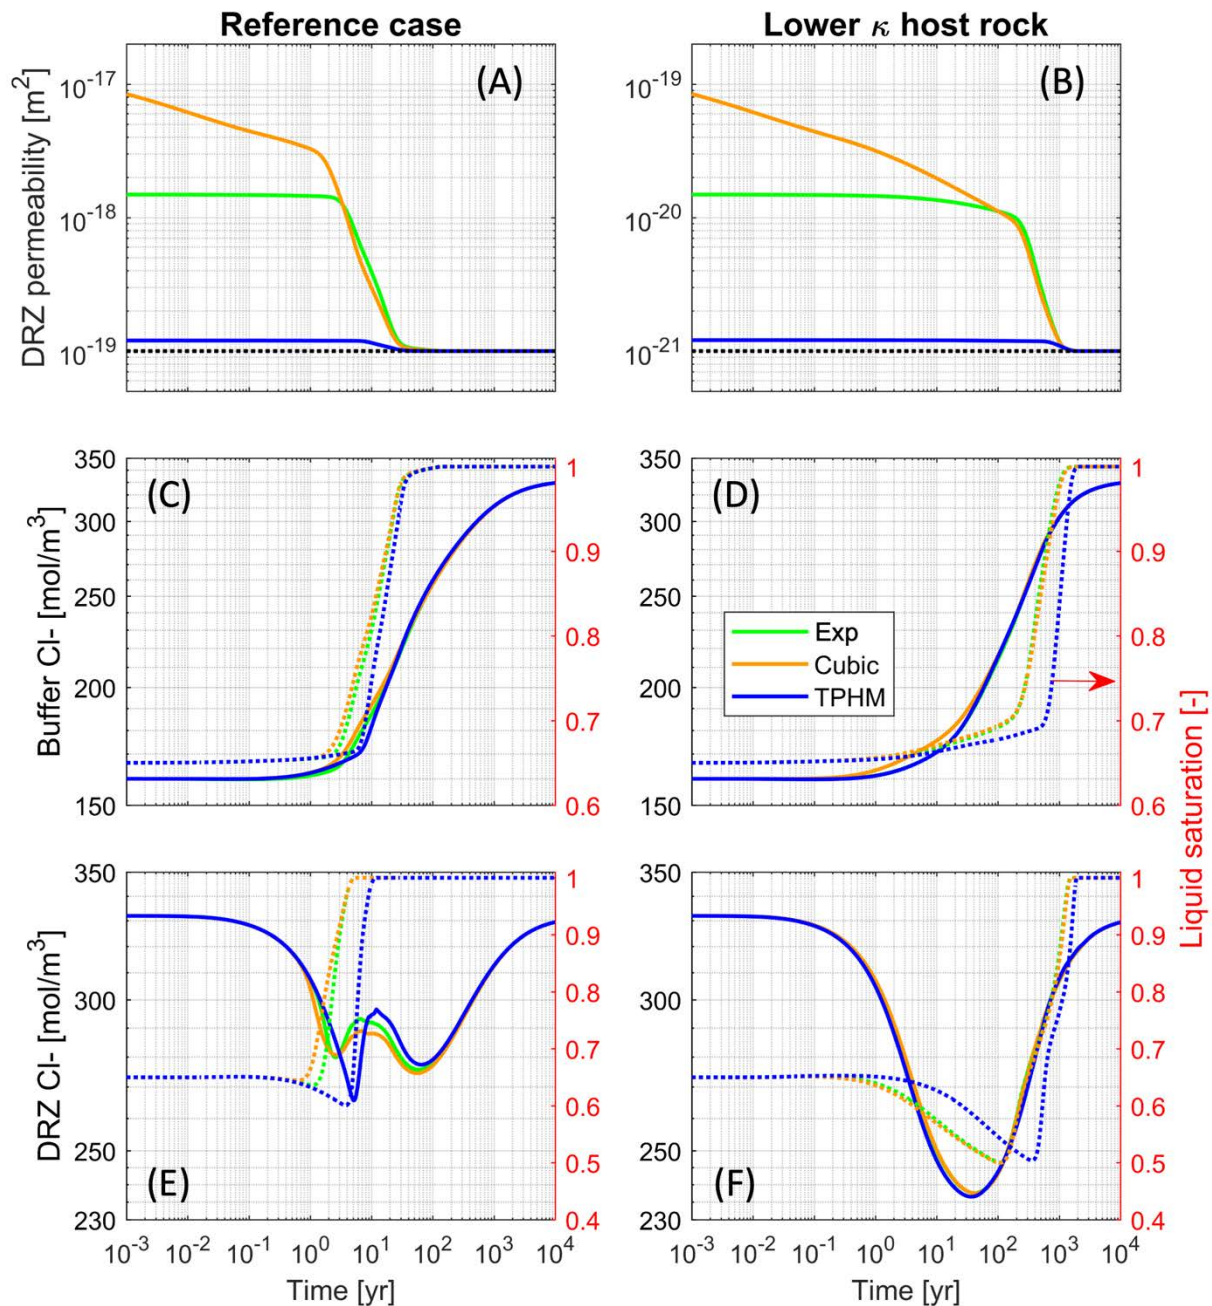 Reference case
Lower κ host rock
DRZ permeability [m²]
10⁻¹⁷
10⁻¹⁸
10⁻¹⁹
(A)
10⁻¹⁹
10⁻²⁰
10⁻²¹
(B)
Buffer Cl- [mol/m³]
350
300
250
200
150
(C)
1
0.9
0.8
0.7
0.6
350
300
250
200
150
(D)
Exp
Cubic
TPHM
1
0.9
0.8
0.7
0.6
Liquid saturation [-]
DRZ Cl- [mol/m³]
350
300
250
230
(E)
1
0.9
0.8
0.7
0.6
0.5
0.4
350
300
250
230
(F)
1
0.9
0.8
0.7
0.6
0.5
0.4
10⁻³ 10⁻² 10⁻¹ 10⁰ 10¹ 10² 10³ 10⁴
Time [yr]
10⁻³ 10⁻² 10⁻¹ 10⁰ 10¹ 10² 10³ 10⁴
Time [yr]